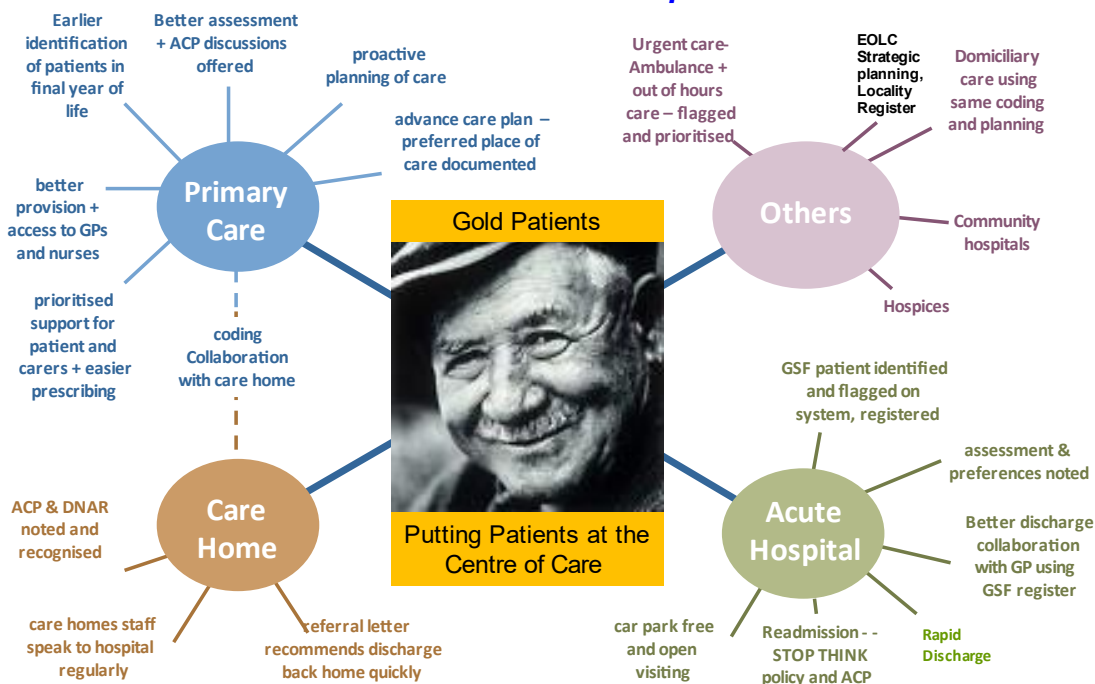 Earlier
identification
of patients in
final year of
life
Better assessment
+ ACP discussions
offered
proactive
planning of care
advance care plan –
preferred place of
care documented
better
provision +
access to GPs
and nurses
Primary
Care
prioritised
support for
patient and
carers + easier
prescribing
coding
Collaboration
with care home
Urgent care-
Ambulance +
out of hours
care – flagged
and prioritised
EOLC
Strategic
planning,
Locality
Register
Domiciliary
care using
same coding
and planning
Others
Community
hospitals
Hospices
Gold Patients
Putting Patients at the
Centre of Care
ACP & DNAR
noted and
recognised
Care
Home
care homes staff
speak to hospital
regularly
referral letter
recommends discharge
back home quickly
GSF patient identified
and flagged on
system, registered
assessment &
preferences noted
Acute
Hospital
Better discharge
collaboration
with GP using
GSF register
car park free
and open
visiting
Readmission - -
STOP THINK
policy and ACP
Rapid
Discharge